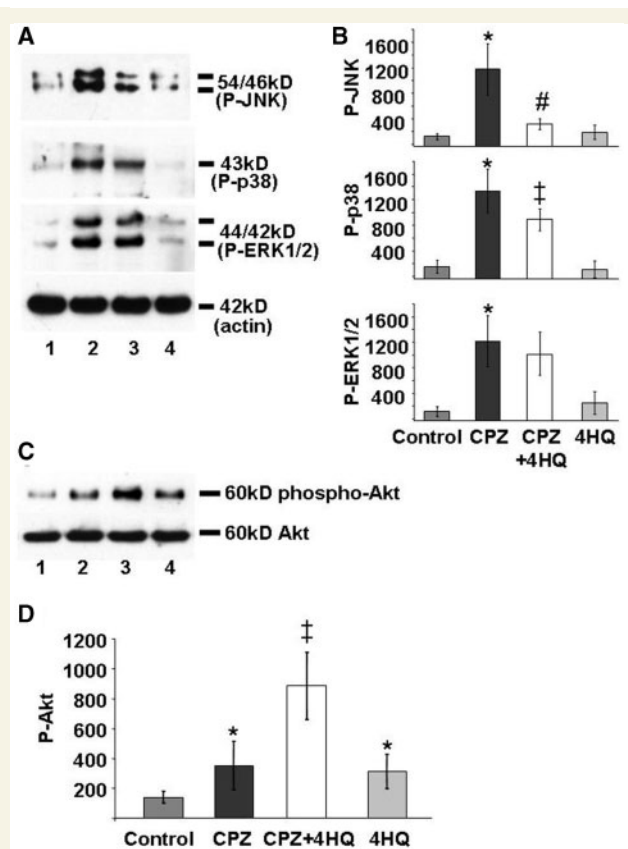 A
54/46kD
(P-JNK)
43kD
(P-p38)
44/42kD
(P-ERK1/2)
42kD
(actin)
1 2 3 4
B
P-JNK
1600
1200
800
400
*
#
P-p38
1600
1200
800
400
*
‡
P-ERK1/2
1600
1200
800
400
*
Control CPZ CPZ 4HQ
+4HQ
C
60kD phospho-Akt
60kD Akt
1 2 3 4
D
P-Akt
1200
1000
800
600
400
200
*
‡
*
Control CPZ CPZ+4HQ 4HQ